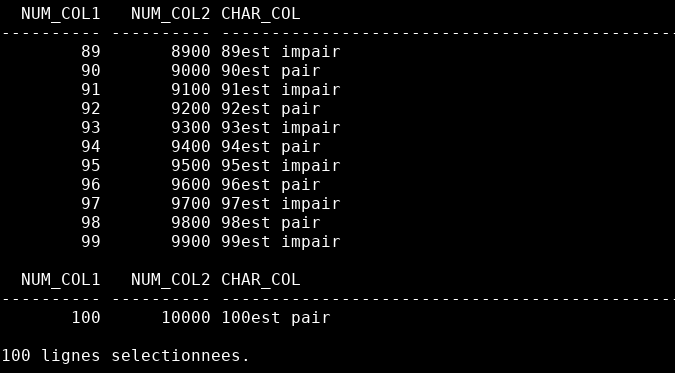 NUM_COL1   NUM_COL2 CHAR_COL
---------- ---------- ----------------------------------------------
        89       8900 89est impair
        90       9000 90est pair
        91       9100 91est impair
        92       9200 92est pair
        93       9300 93est impair
        94       9400 94est pair
        95       9500 95est impair
        96       9600 96est pair
        97       9700 97est impair
        98       9800 98est pair
        99       9900 99est impair

  NUM_COL1   NUM_COL2 CHAR_COL
---------- ---------- ----------------------------------------------
       100      10000 100est pair

100 lignes selectionnees.